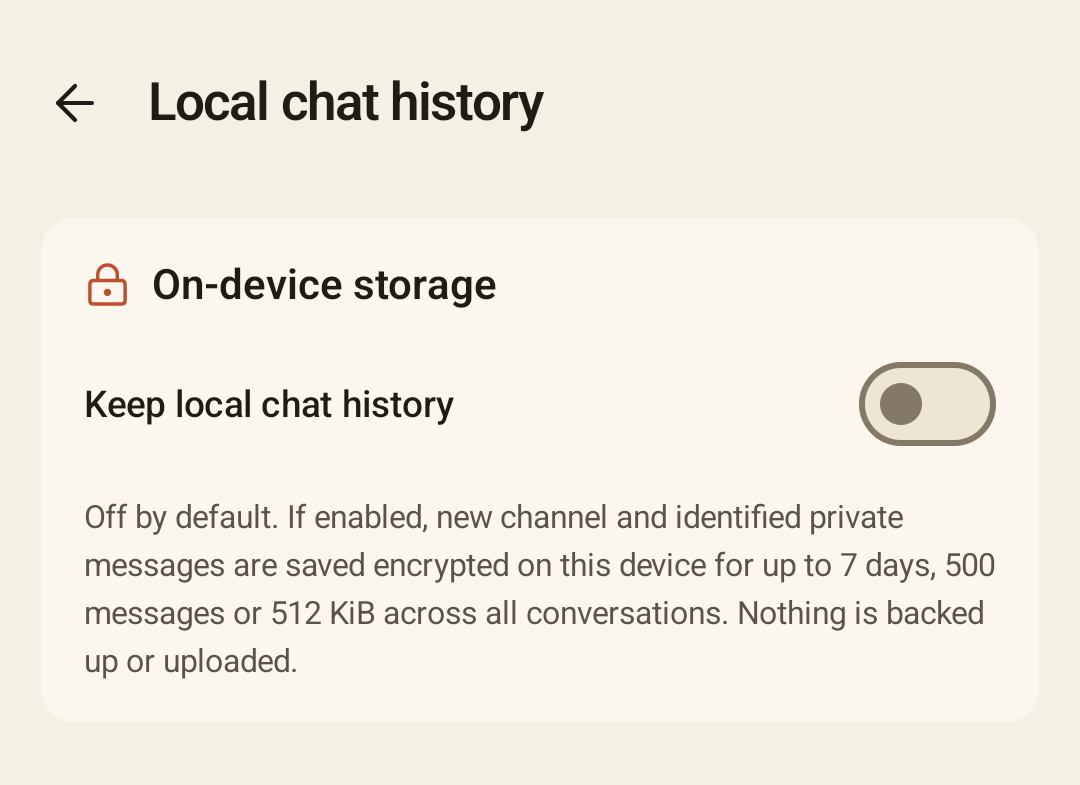 Local chat history
On-device storage
Keep local chat history
Off by default. If enabled, new channel and identified private
messages are saved encrypted on this device for up to 7 days, 500
messages or 512 KiB across all conversations. Nothing is backed
up or uploaded.